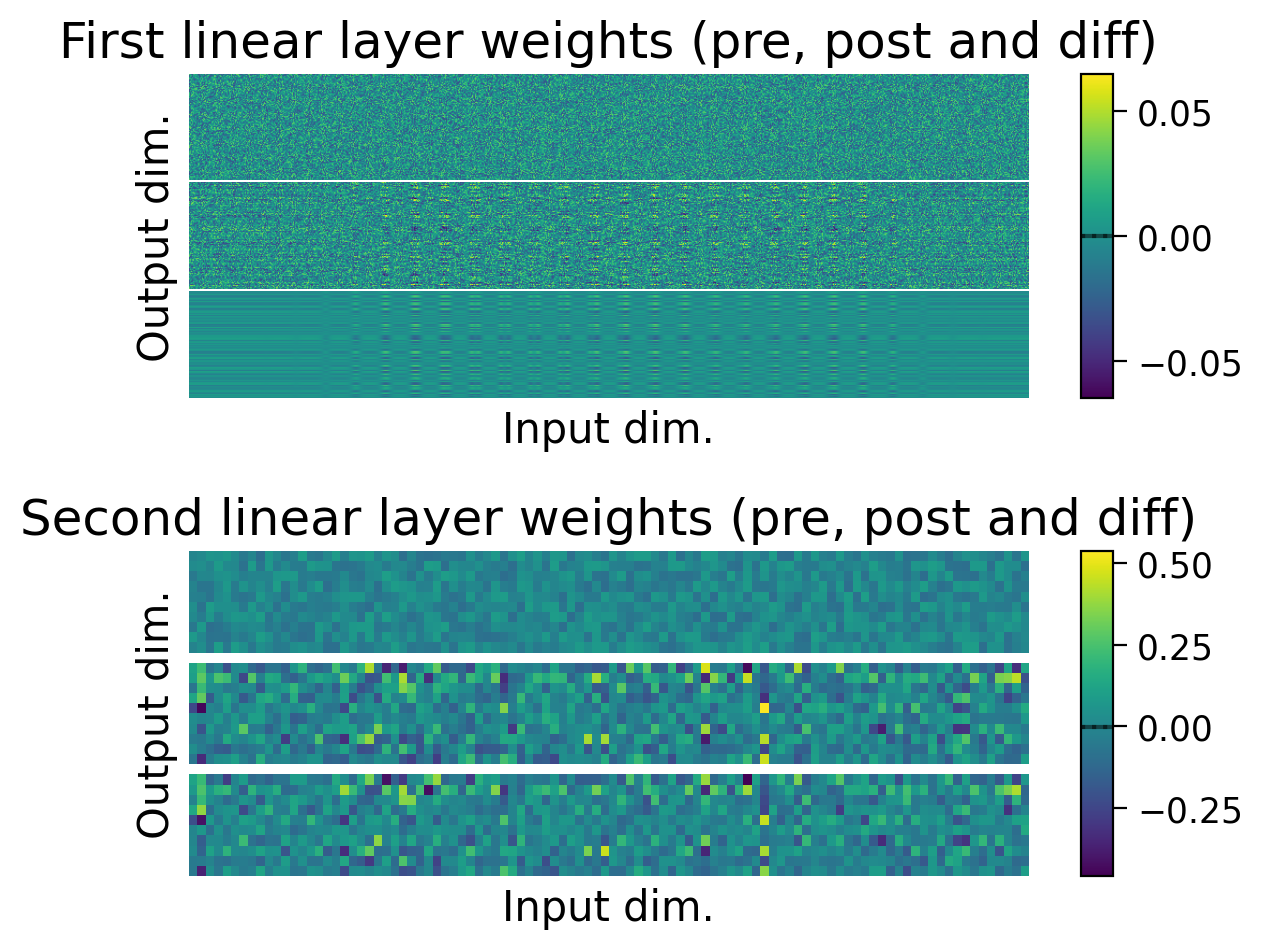 First linear layer weights (pre, post and diff)
Output dim.
Input dim.
0.05
0.00
−0.05
Second linear layer weights (pre, post and diff)
Output dim.
Input dim.
0.50
0.25
0.00
−0.25